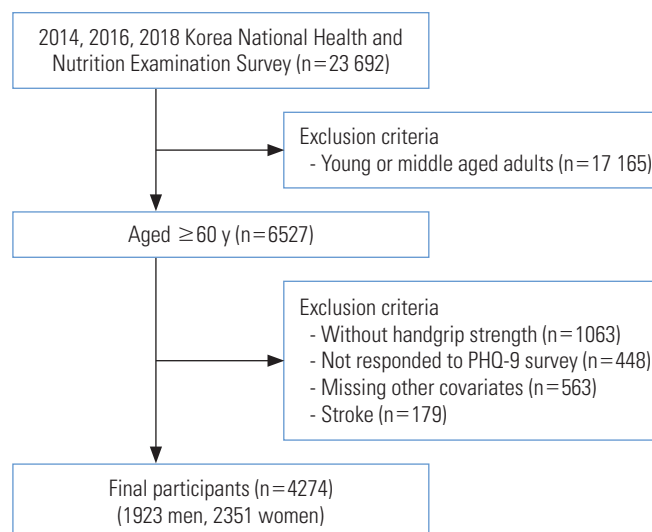 2014, 2016, 2018 Korea National Health and
Nutrition Examination Survey (n=23 692)
Exclusion criteria
- Young or middle aged adults (n=17 165)
Aged ≥60 y (n=6527)
Exclusion criteria
- Without handgrip strength (n=1063)
- Not responded to PHQ-9 survey (n=448)
- Missing other covariates (n=563)
- Stroke (n=179)
Final participants (n=4274)
(1923 men, 2351 women)